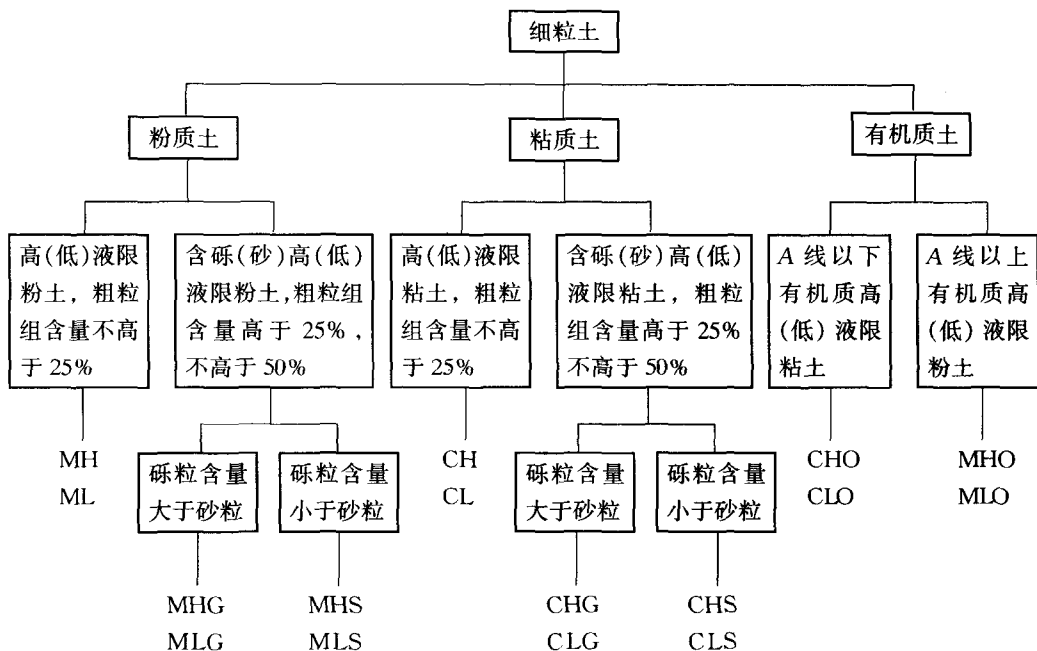 细粒土
粉质土
粘质土
有机质土
高(低)液限
粉土，粗粒
组含量不高
于25%
含砾(砂)高(低)
液限粉土,粗粒组
含量高于25%，
不高于50%
高(低)液限
粘土，粗粒
组含量不高
于25%
含砾(砂)高(低)
液限粘土，粗粒
组含量高于25%
不高于50%
A线以下
有机质高
(低)液限
粘土
A线以上
有机质高
(低)液限
粉土
MH
ML
砾粒含量
大于砂粒
砾粒含量
小于砂粒
CH
CL
砾粒含量
大于砂粒
砾粒含量
小于砂粒
CHO
CLO
MHO
MLO
MHG
MLG
MHS
MLS
CHG
CLG
CHS
CLS